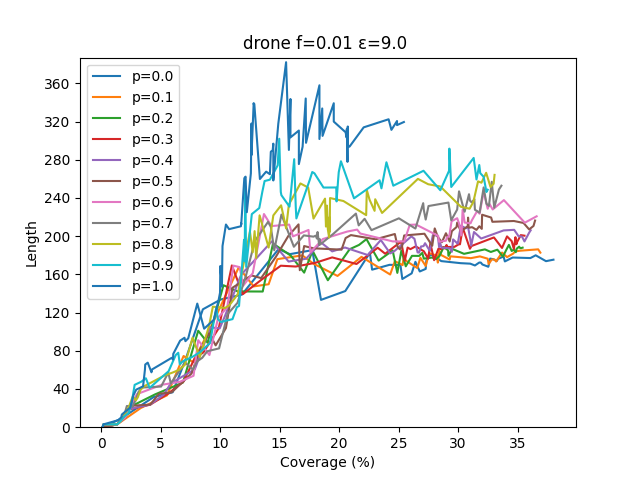 drone f=0.01 ε=9.0
Length
360
320
280
240
200
160
120
80
40
0
p=0.0
p=0.1
p=0.2
p=0.3
p=0.4
p=0.5
p=0.6
p=0.7
p=0.8
p=0.9
p=1.0
0 5 10 15 20 25 30 35
Coverage (%)